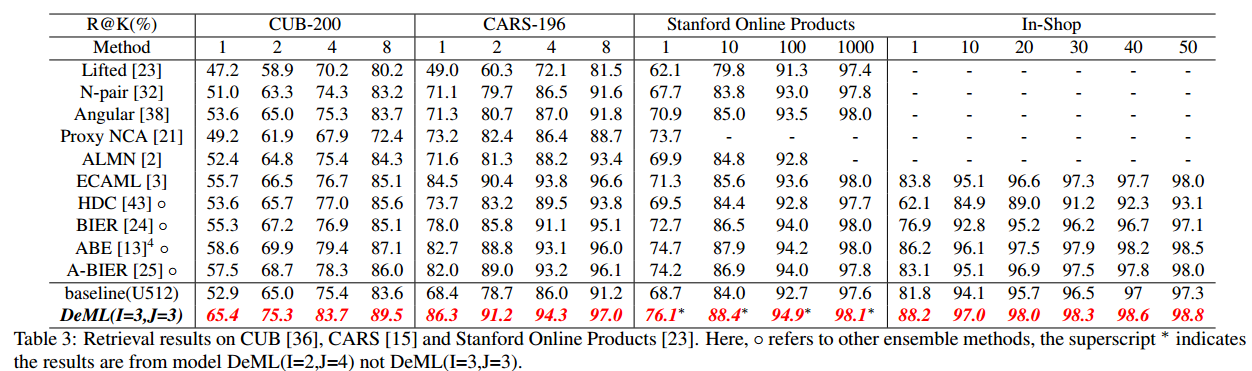 R@K(%) CUB-200 CARS-196 Stanford Online Products In-Shop
Method 1 2 4 8 1 2 4 8 1 10 100 1000 1 10 20 30 40 50
Lifted [23] 47.2 58.9 70.2 80.2 49.0 60.3 72.1 81.5 62.1 79.8 91.3 97.4 - - - - - -
N-pair [32] 51.0 63.3 74.3 83.2 71.1 79.7 86.5 91.6 67.7 83.8 93.0 97.8 - - - - - -
Angular [38] 53.6 65.0 75.3 83.7 71.3 80.7 87.0 91.8 70.9 85.0 93.5 98.0 - - - - - -
Proxy NCA [21] 49.2 61.9 67.9 72.4 73.2 82.4 86.4 88.7 73.7 - - - - - - - - -
ALMN [2] 52.4 64.8 75.4 84.3 71.6 81.3 88.2 93.4 69.9 84.8 92.8 - - - - - - -
ECAML [3] 55.7 66.5 76.7 85.1 84.5 90.4 93.8 96.6 71.3 85.6 93.6 98.0 83.8 95.1 96.6 97.3 97.7 98.0
HDC [43] ∘ 53.6 65.7 77.0 85.6 73.7 83.2 89.5 93.8 69.5 84.4 92.8 97.7 62.1 84.9 89.0 91.2 92.3 93.1
BIER [24] ∘ 55.3 67.2 76.9 85.1 78.0 85.8 91.1 95.1 72.7 86.5 94.0 98.0 76.9 92.8 95.2 96.2 96.7 97.1
ABE [13]⁴ ∘ 58.6 69.9 79.4 87.1 82.7 88.8 93.1 96.0 74.7 87.9 94.2 98.0 86.2 96.1 97.5 97.9 98.2 98.5
A-BIER [25] ∘ 57.5 68.7 78.3 86.0 82.0 89.0 93.2 96.1 74.2 86.9 94.0 97.8 83.1 95.1 96.9 97.5 97.8 98.0
baseline(U512) 52.9 65.0 75.4 83.6 68.4 78.7 86.0 91.2 68.7 84.0 92.7 97.6 81.8 94.1 95.7 96.5 97 97.3
DeML(I=3,J=3) 65.4 75.3 83.7 89.5 86.3 91.2 94.3 97.0 76.1* 88.4* 94.9* 98.1* 88.2 97.0 98.0 98.3 98.6 98.8
Table 3: Retrieval results on CUB [36], CARS [15] and Stanford Online Products [23]. Here, ∘ refers to other ensemble methods, the superscript * indicates
the results are from model DeML(I=2,J=4) not DeML(I=3,J=3).